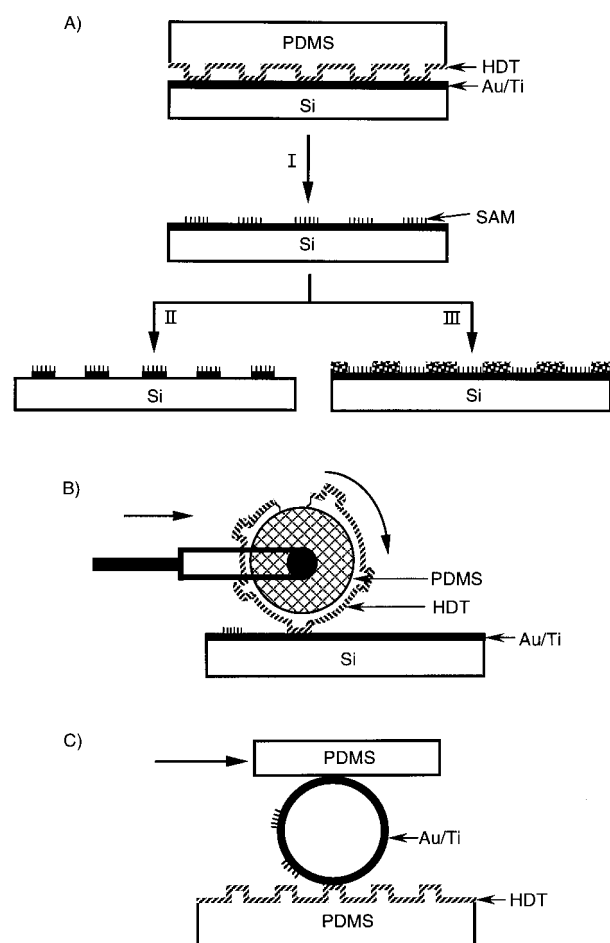 A)
PDMS
HDT
Au/Ti
Si
I
SAM
Si
II
III
Si
Si
B)
PDMS
HDT
Au/Ti
Si
C)
PDMS
Au/Ti
HDT
PDMS